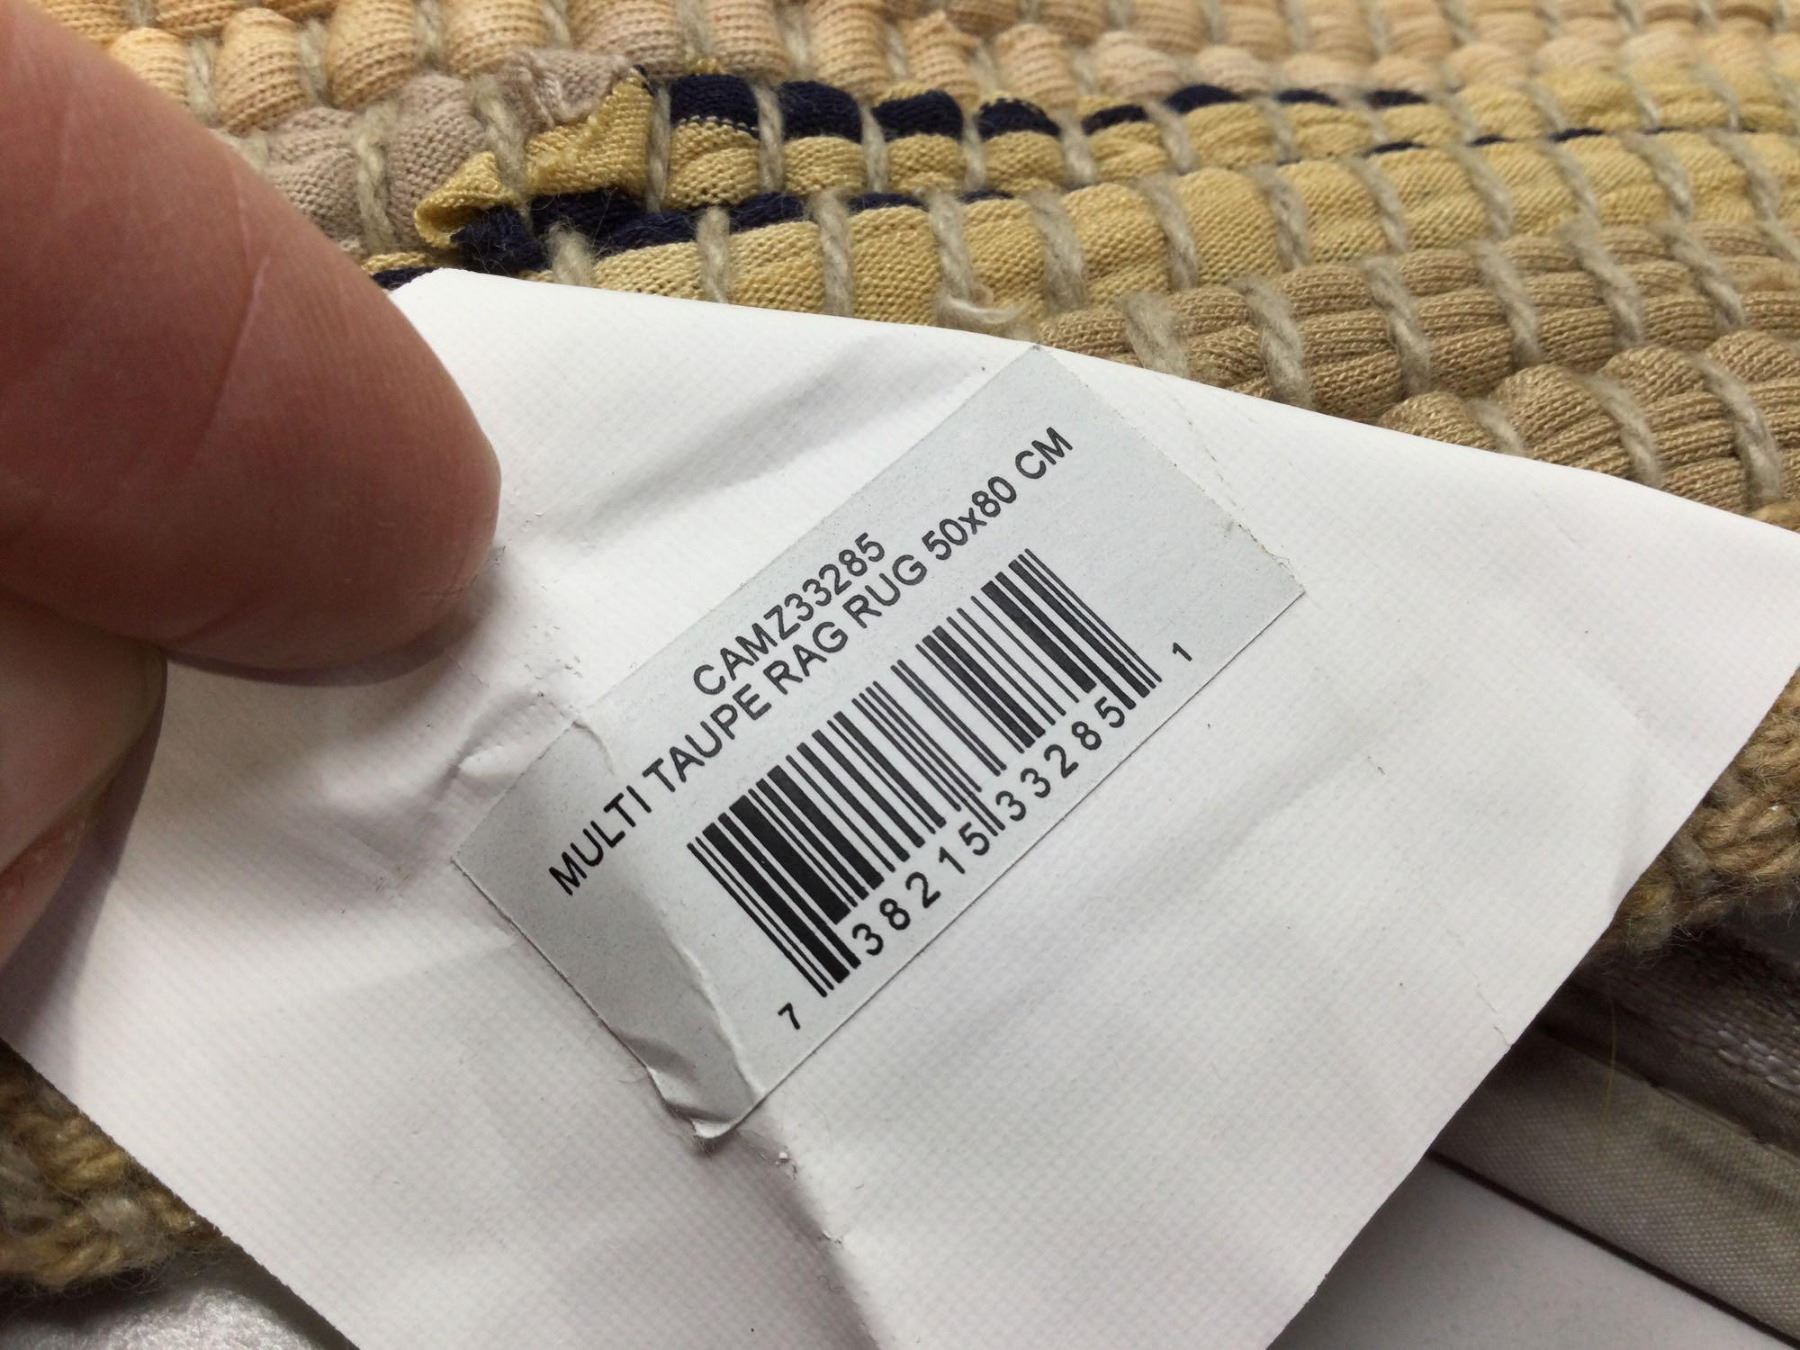 CAMZ33285
MULTI TAUPE RAG RUG 50x80 CM
7 38215 33285 1